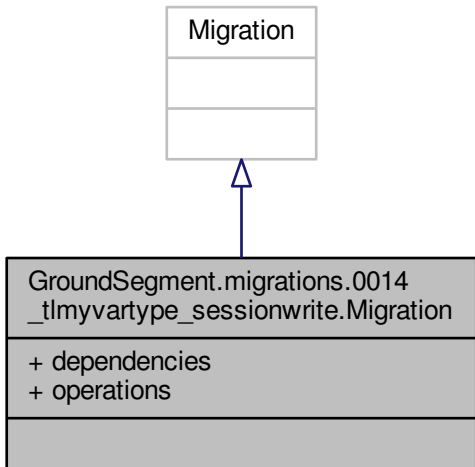 Migration
GroundSegment.migrations.0014
_tlmyvartype_sessionwrite.Migration
+ dependencies
+ operations